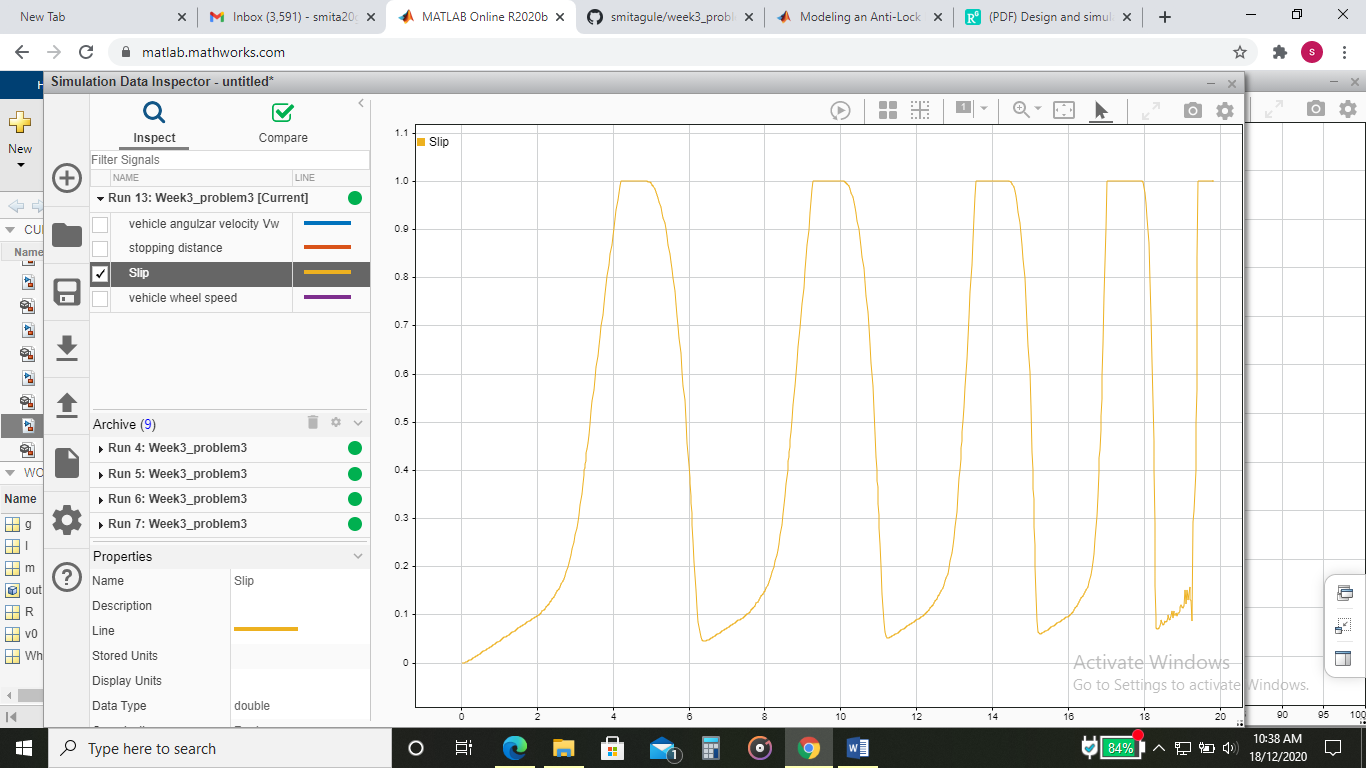 New Tab
Inbox (3,591) - smita20
MATLAB Online R2020b
smitagule/week3_probl
Modeling an Anti-Lock
(PDF) Design and simul
matlab.mathworks.com
Simulation Data Inspector - untitled*
New
Inspect
Compare
Filter Signals
NAME
LINE
Run 13: Week3_problem3 [Current]
vehicle angulzar velocity Vw
stopping distance
Slip
vehicle wheel speed
Archive (9)
Run 4: Week3_problem3
Run 5: Week3_problem3
Run 6: Week3_problem3
Run 7: Week3_problem3
Properties
Name Slip
Description
Line
Stored Units
Display Units
Data Type double
CU
Name
WO
Name
g
I
m
out
R
v0
Wh
1
Slip
1.1
1.0
0.9
0.8
0.7
0.6
0.5
0.4
0.3
0.2
0.1
0
0 2 4 6 8 10 12 14 16 18 20
90 95 100
Activate Windows
Go to Settings to activate Windows.
Type here to search
1
84%
10:38 AM
18/12/2020